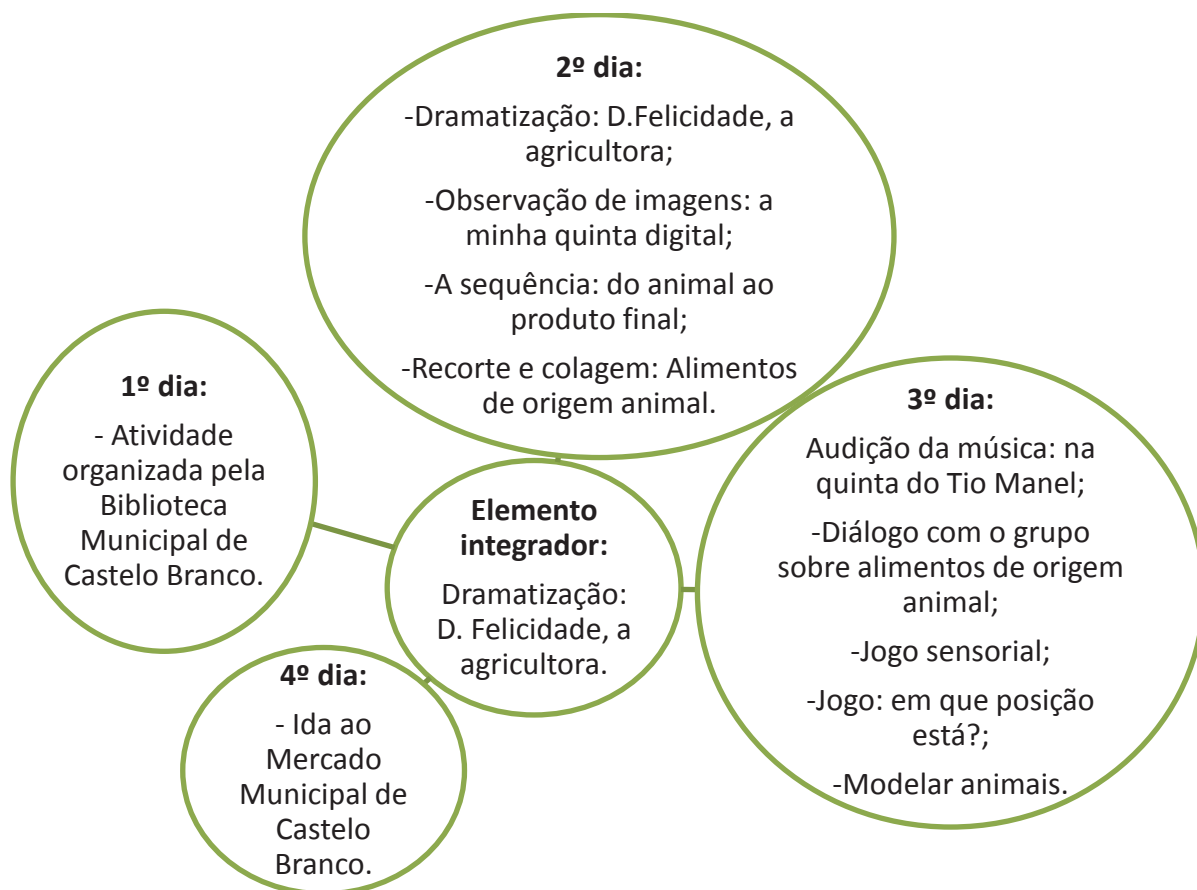 2º dia:
-Dramatização: D.Felicidade, a
agricultora;
-Observação de imagens: a
minha quinta digital;
-A sequência: do animal ao
produto final;
-Recorte e colagem: Alimentos
de origem animal.
1º dia:
- Atividade
organizada pela
Biblioteca
Municipal de
Castelo Branco.
Elemento
integrador:
Dramatização:
D. Felicidade, a
agricultora.
3º dia:
Audição da música: na
quinta do Tio Manel;
-Diálogo com o grupo
sobre alimentos de origem
animal;
-Jogo sensorial;
-Jogo: em que posição
está?;
-Modelar animais.
4º dia:
- Ida ao
Mercado
Municipal de
Castelo
Branco.